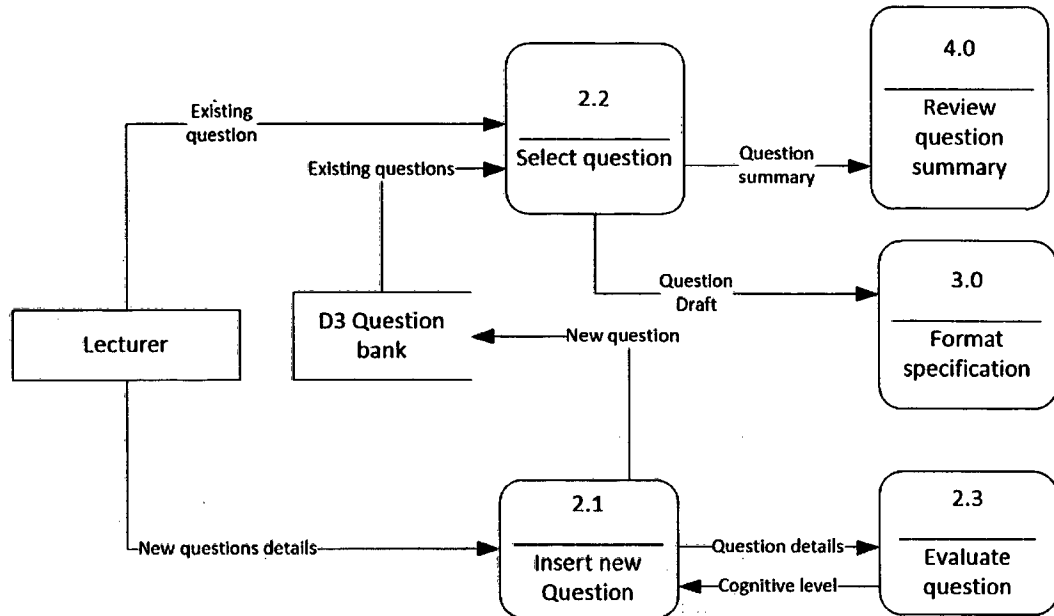 4.0
Review
question
summary
2.2
Select question
Existing
question
Existing questions
Question
summary
Question
Draft
3.0
Format
specification
Lecturer
D3 Question
bank
New question
2.1
Insert new
Question
New questions details
Question details
Cognitive level
2.3
Evaluate
question